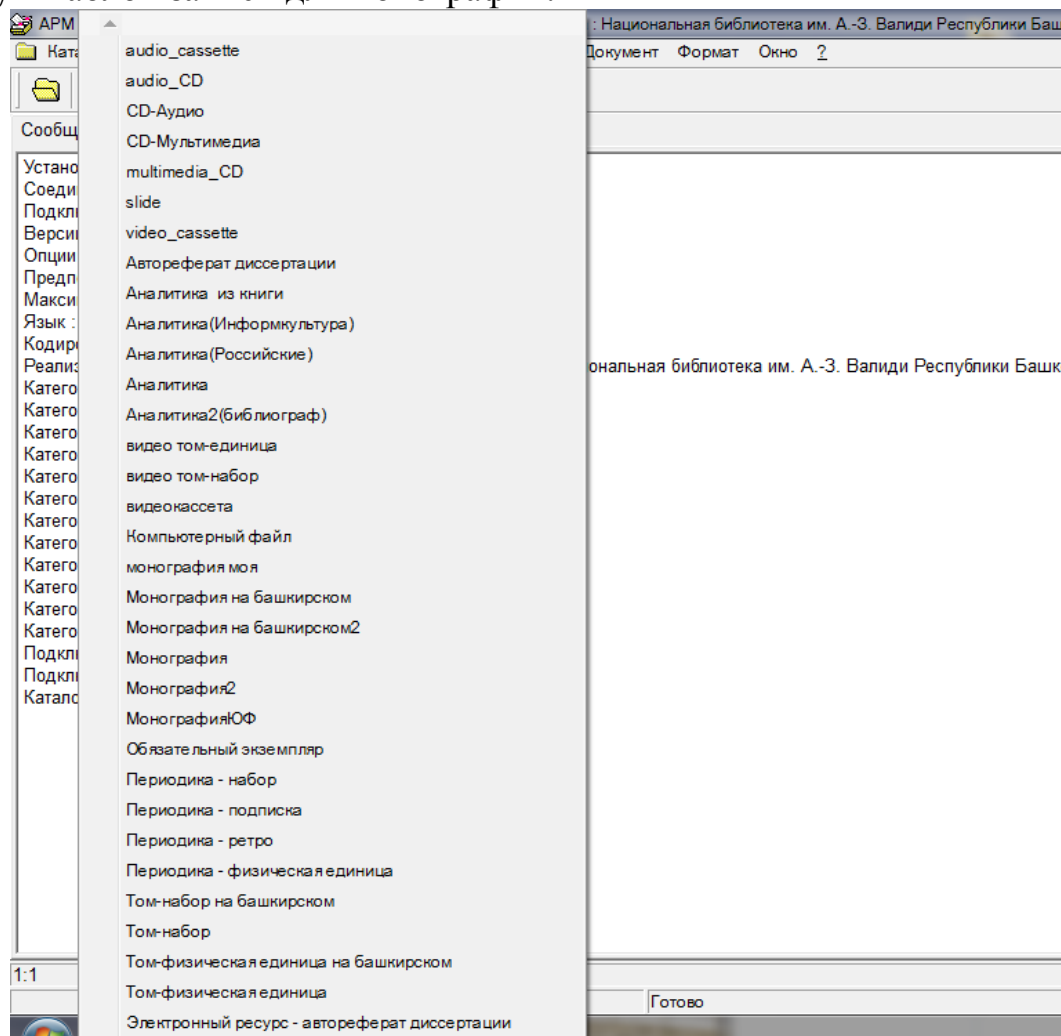 АРМ : Национальная библиотека им. А.-З. Валиди Республики Баш
Ката Документ Формат Окно ?
Сообщ
Устано
Соеди
Подкл
Верси
Опции
Предп
Макси
Язык :
Кодир
Реализ ональная библиотека им. А.-З. Валиди Республики Башк
Катего
Катего
Катего
Катего
Катего
Катего
Катего
Катего
Катего
Катего
Катего
Катего
Подкл
Подкл
Катало
audio_cassette
audio_CD
CD-Аудио
CD-Мультимедиа
multimedia_CD
slide
video_cassette
Автореферат диссертации
Аналитика из книги
Аналитика(Информкультура)
Аналитика(Российские)
Аналитика
Аналитика2(библиограф)
видео том-единица
видео том-набор
видеокассета
Компьютерный файл
монография моя
Монография на башкирском
Монография на башкирском2
Монография
Монография2
МонографияЮФ
Обязательный экземпляр
Периодика - набор
Периодика - подписка
Периодика - ретро
Периодика - физическая единица
Том-набор на башкирском
Том-набор
Том-физическая единица на башкирском
Том-физическая единица
Электронный ресурс - автореферат диссертации
1:1
Готово